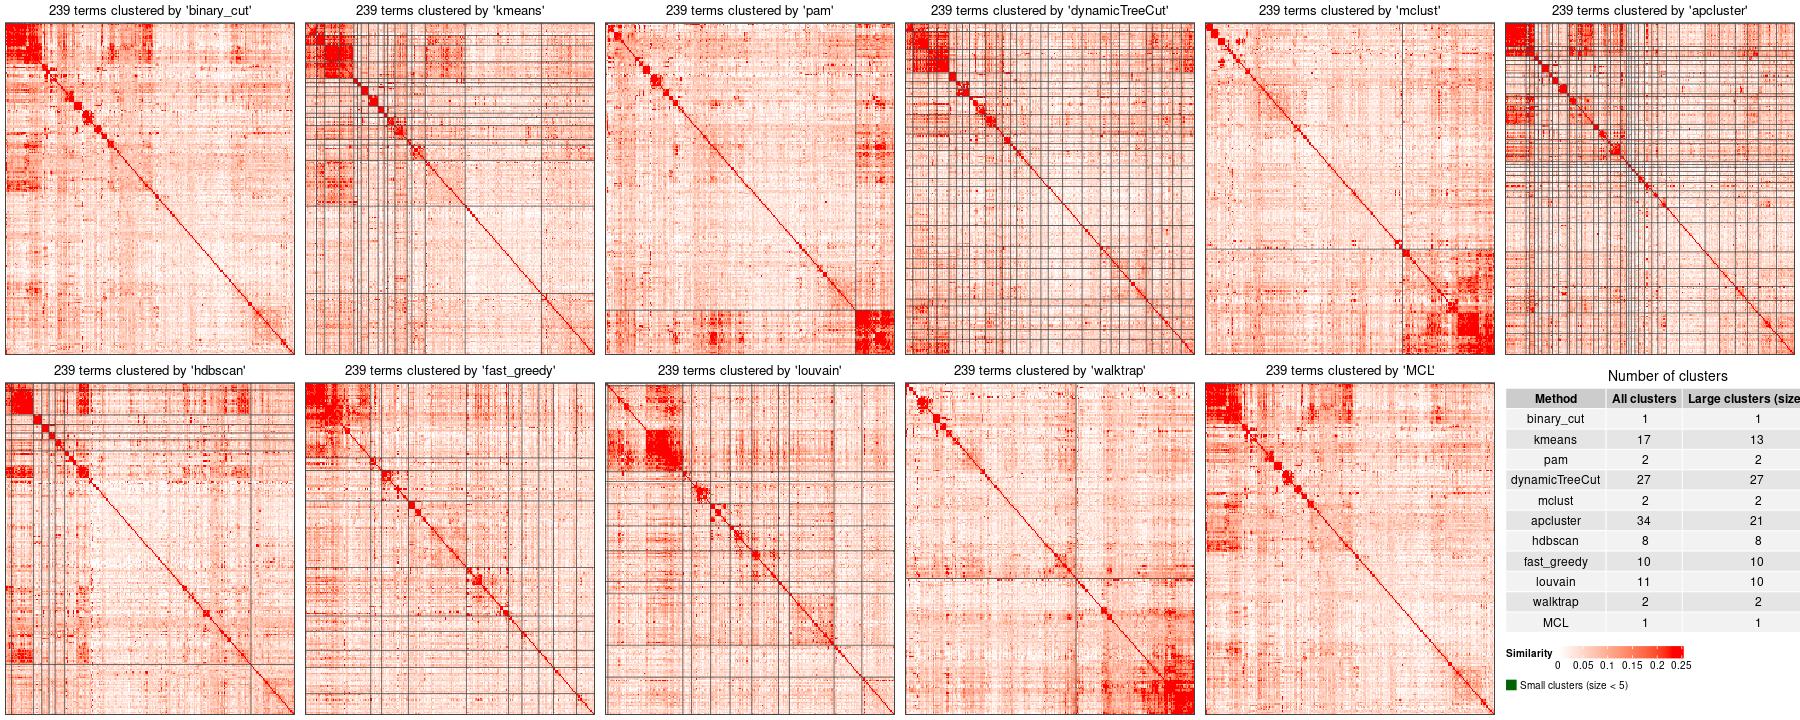 239 terms clustered by 'binary_cut'
239 terms clustered by 'kmeans'
239 terms clustered by 'pam'
239 terms clustered by 'dynamicTreeCut'
239 terms clustered by 'mclust'
239 terms clustered by 'apcluster'
239 terms clustered by 'hdbscan'
239 terms clustered by 'fast_greedy'
239 terms clustered by 'louvain'
239 terms clustered by 'walktrap'
239 terms clustered by 'MCL'
Number of clusters
Method All clusters Large clusters (size
binary_cut 1 1
kmeans 17 13
pam 2 2
dynamicTreeCut 27 27
mclust 2 2
apcluster 34 21
hdbscan 8 8
fast_greedy 10 10
louvain 11 10
walktrap 2 2
MCL 1 1
Similarity
0 0.05 0.1 0.15 0.2 0.25
Small clusters (size < 5)